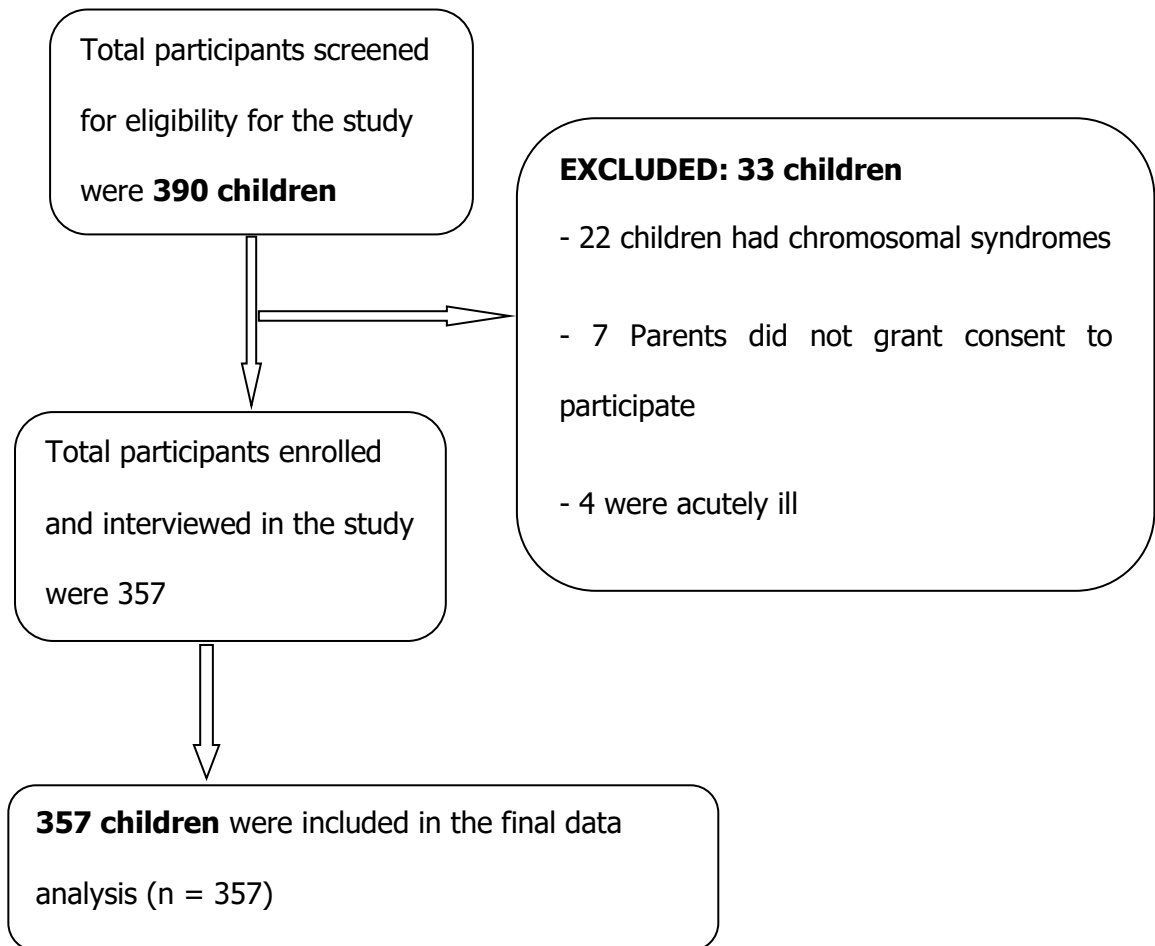 Total participants screened
for eligibility for the study
were 390 children
EXCLUDED: 33 children
- 22 children had chromosomal syndromes
- 7 Parents did not grant consent to
participate
- 4 were acutely ill
Total participants enrolled
and interviewed in the study
were 357
357 children were included in the final data
analysis (n = 357)